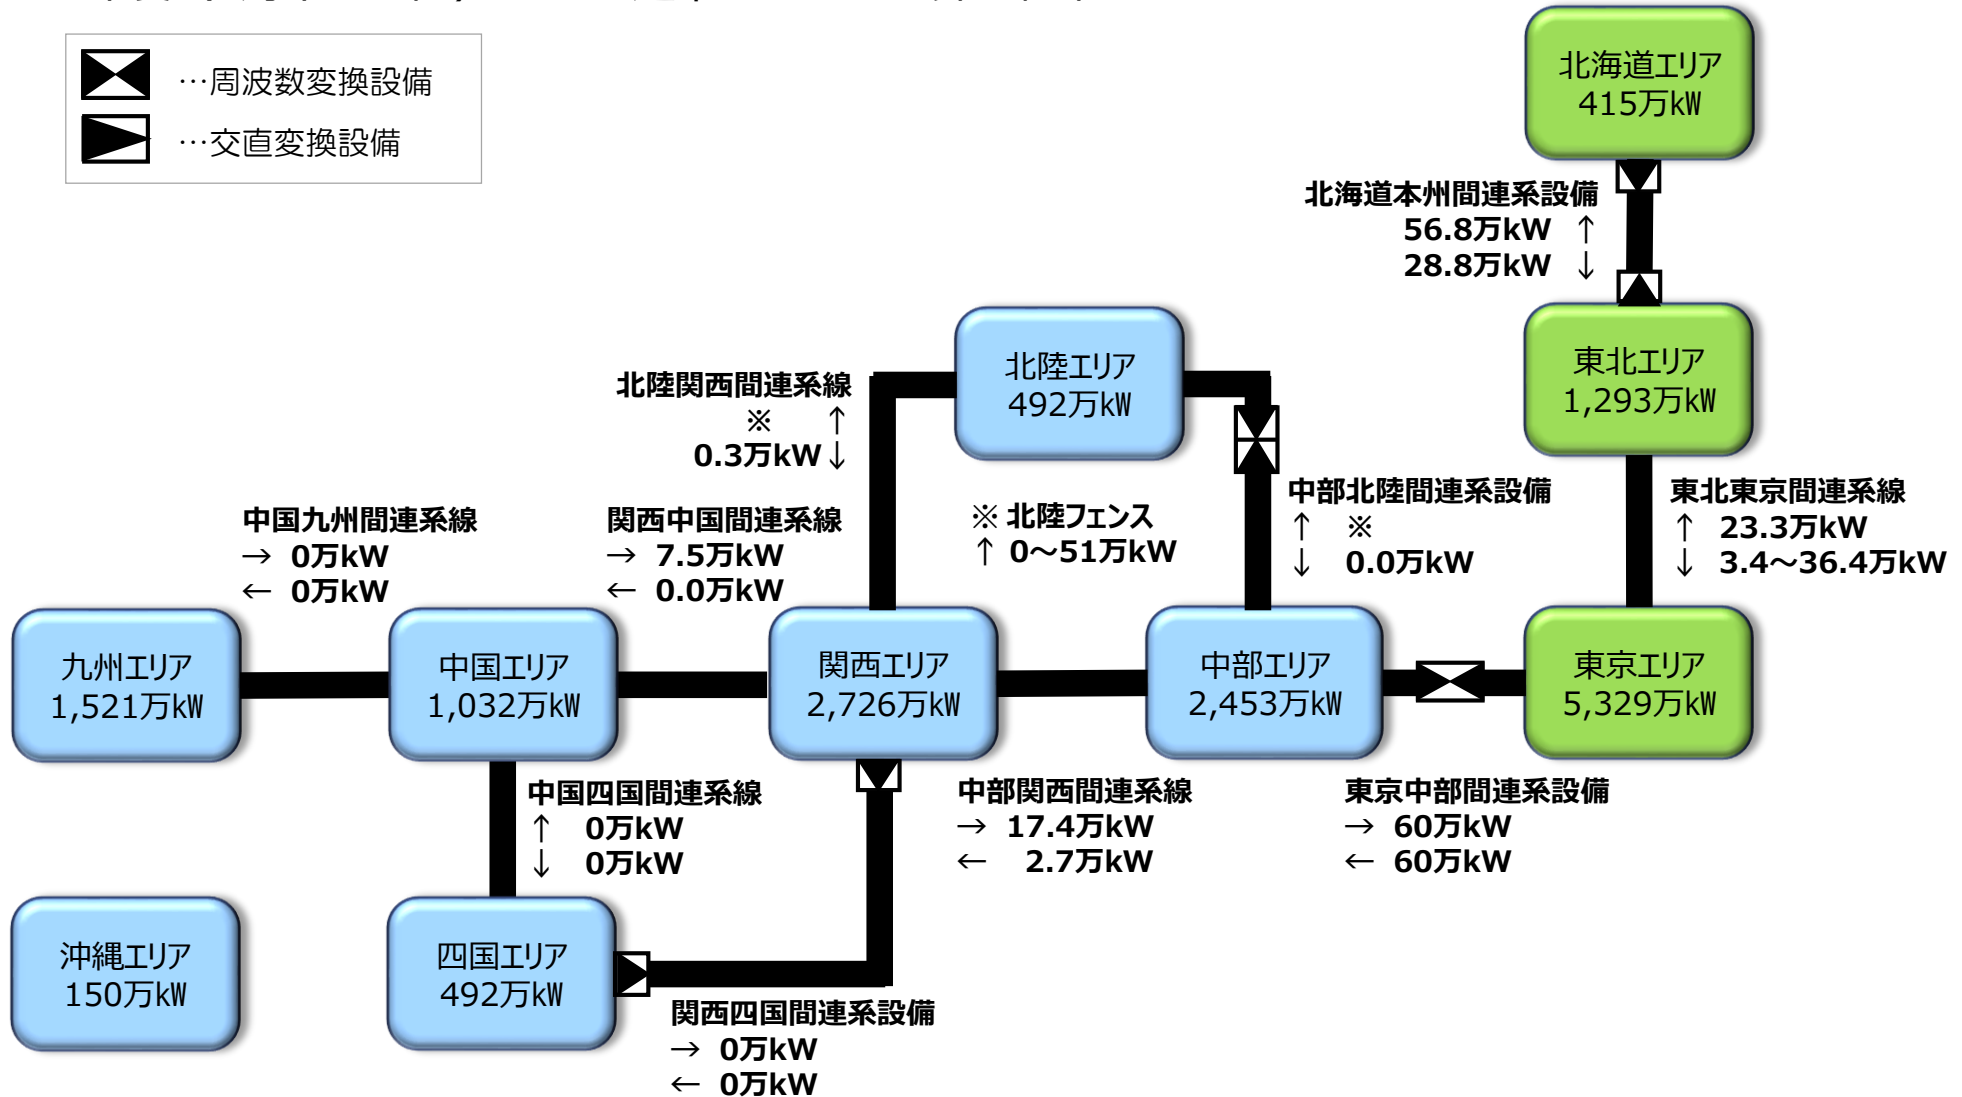 …周波数変換設備
…交直変換設備
北海道エリア
415万kW
北海道本州間連系設備
56.8万kW ↑
28.8万kW ↓
東北エリア
1,293万kW
北陸エリア
492万kW
北陸関西間連系線
※ ↑
0.3万kW ↓
※ 北陸フェンス
↑ 0～51万kW
中部北陸間連系設備
↑ ※
↓ 0.0万kW
東北東京間連系線
↑ 23.3万kW
↓ 3.4～36.4万kW
中国九州間連系線
→ 0万kW
← 0万kW
関西中国間連系線
→ 7.5万kW
← 0.0万kW
九州エリア
1,521万kW
中国エリア
1,032万kW
関西エリア
2,726万kW
中部エリア
2,453万kW
東京エリア
5,329万kW
中国四国間連系線
↑ 0万kW
↓ 0万kW
中部関西間連系線
→ 17.4万kW
← 2.7万kW
東京中部間連系設備
→ 60万kW
← 60万kW
沖縄エリア
150万kW
四国エリア
492万kW
関西四国間連系設備
→ 0万kW
← 0万kW